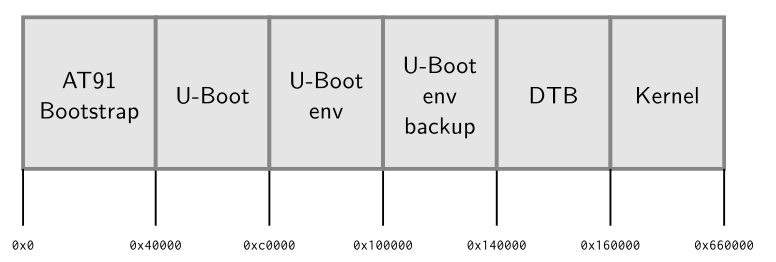 AT91
Bootstrap
U-Boot
U-Boot
env
U-Boot
env
backup
DTB
Kernel
0x0
0x40000
0xc0000
0x100000
0x140000
0x160000
0x660000